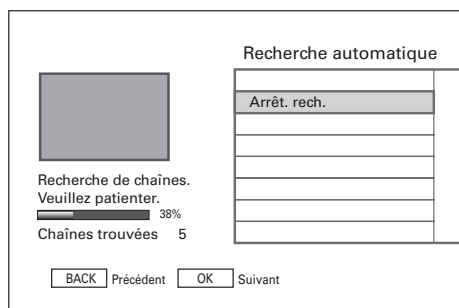 Recherche automatique
Arrêt. rech.
Recherche de chaînes.
Veuillez patienter.
38%
Chaînes trouvées 5
BACK Précédent OK Suivant